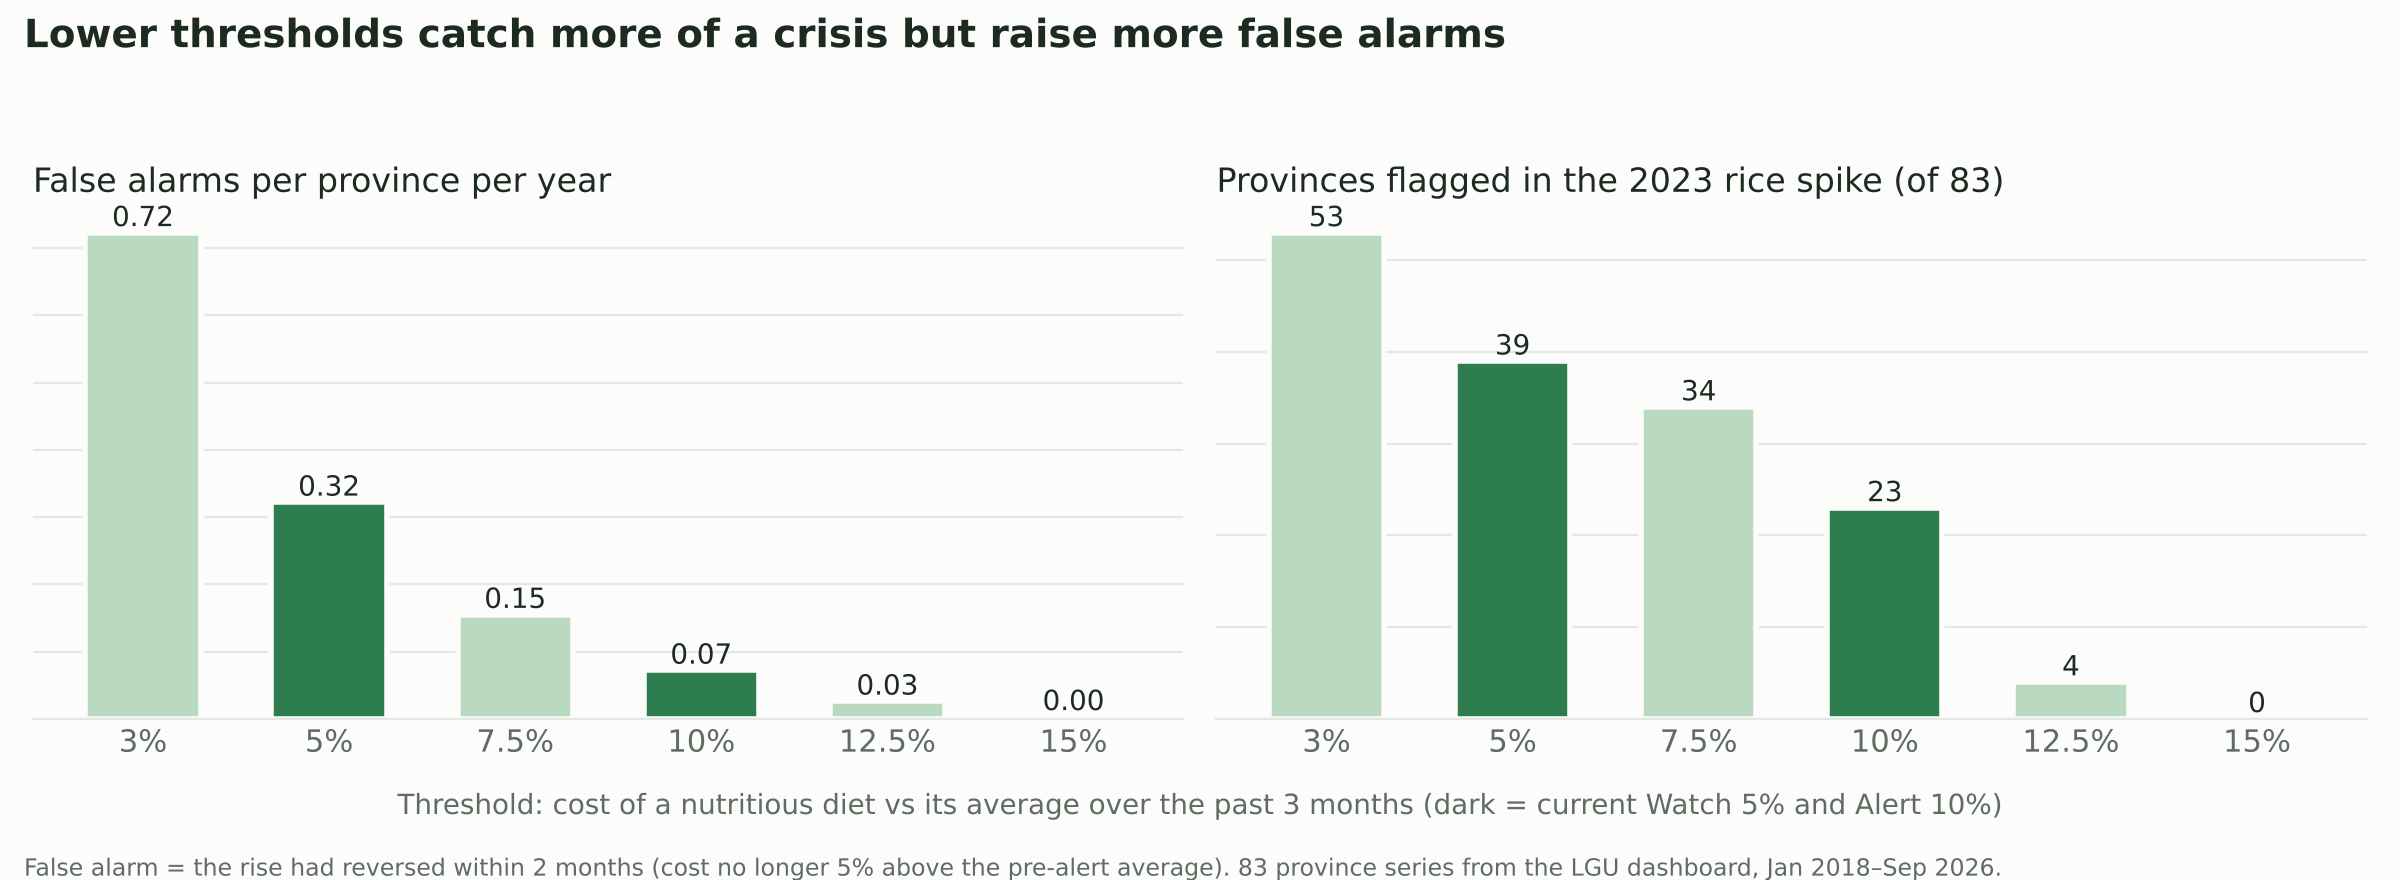 Lower thresholds catch more of a crisis but raise more false alarms
False alarms per province per year
0.72
0.32
0.15
0.07
0.03
0.00
3% 5% 7.5% 10% 12.5% 15%
Provinces flagged in the 2023 rice spike (of 83)
53
39
34
23
4
0
3% 5% 7.5% 10% 12.5% 15%
Threshold: cost of a nutritious diet vs its average over the past 3 months (dark = current Watch 5% and Alert 10%)
False alarm = the rise had reversed within 2 months (cost no longer 5% above the pre-alert average). 83 province series from the LGU dashboard, Jan 2018–Sep 2026.